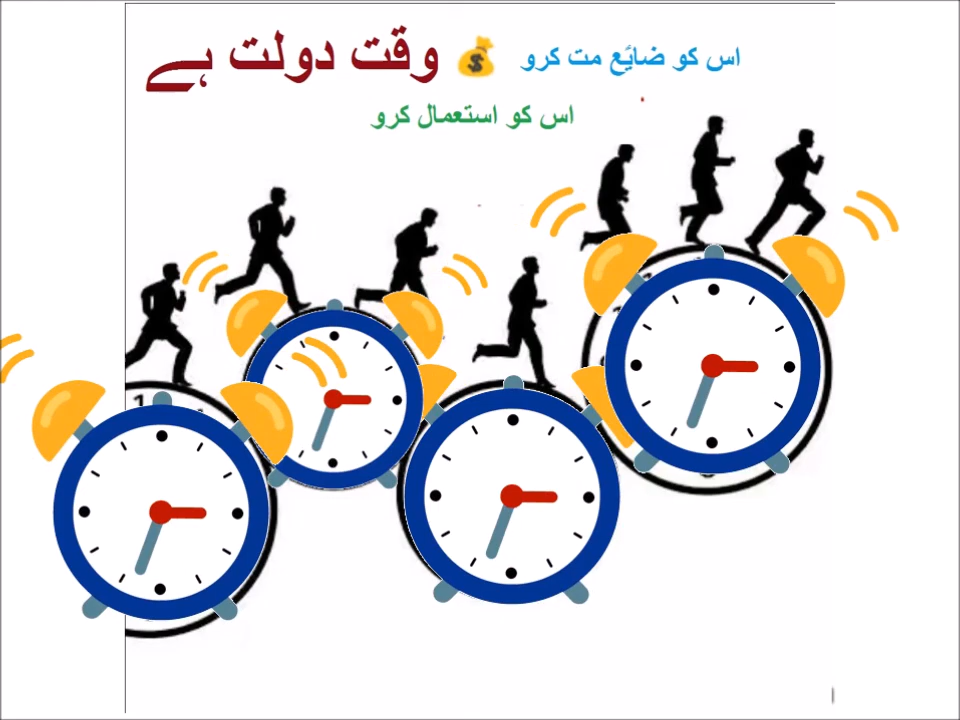 وقت دولت ہے 💰 اس کو ضائع مت کرو
اس کو استعمال کرو